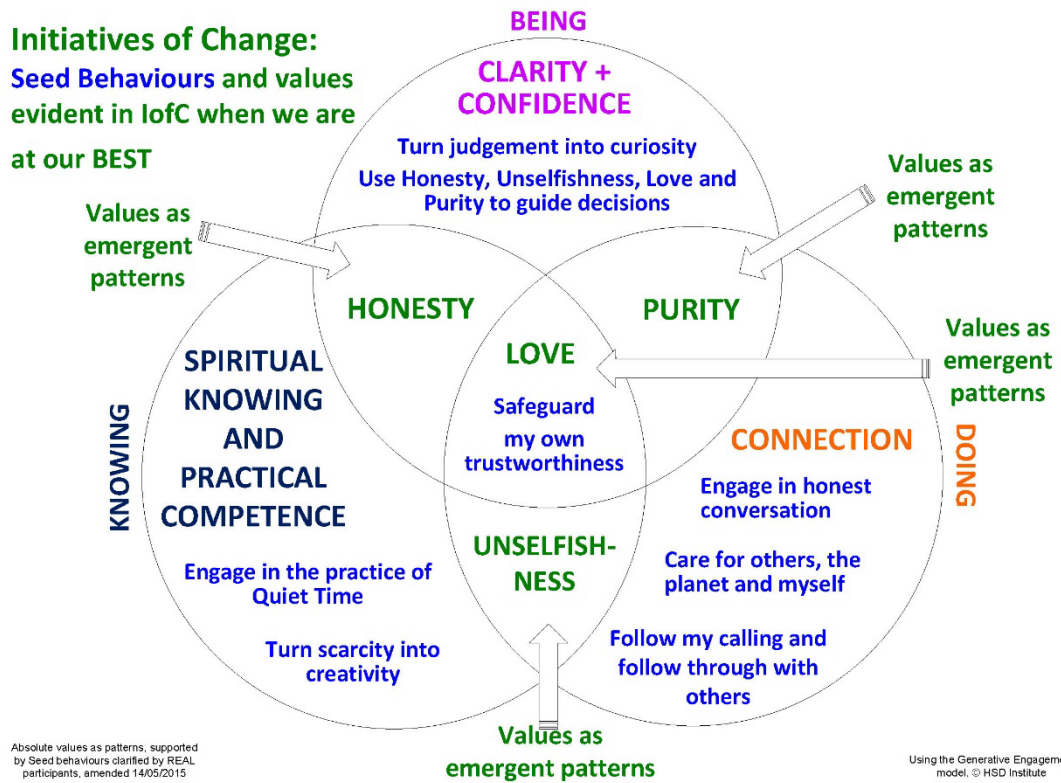 Initiatives of Change:
Seed Behaviours and values
evident in IofC when we are
at our BEST
BEING
CLARITY +
CONFIDENCE
Turn judgement into curiosity
Use Honesty, Unselfishness, Love and
Purity to guide decisions
Values as
emergent
patterns
Values as
emergent
patterns
HONESTY
PURITY
LOVE
Safeguard
my own
trustworthiness
Values as
emergent
patterns
KNOWING
SPIRITUAL
KNOWING
AND
PRACTICAL
COMPETENCE
Engage in the practice of
Quiet Time
Turn scarcity into
creativity
DOING
CONNECTION
Engage in honest
conversation
Care for others, the
planet and myself
Follow my calling and
follow through with
others
UNSELFISH-
NESS
Values as
emergent patterns
Absolute values as patterns, supported
by Seed behaviours clarified by REAL
participants, amended 14/05/2015
Using the Generative Engageme
model, © HSD Institute